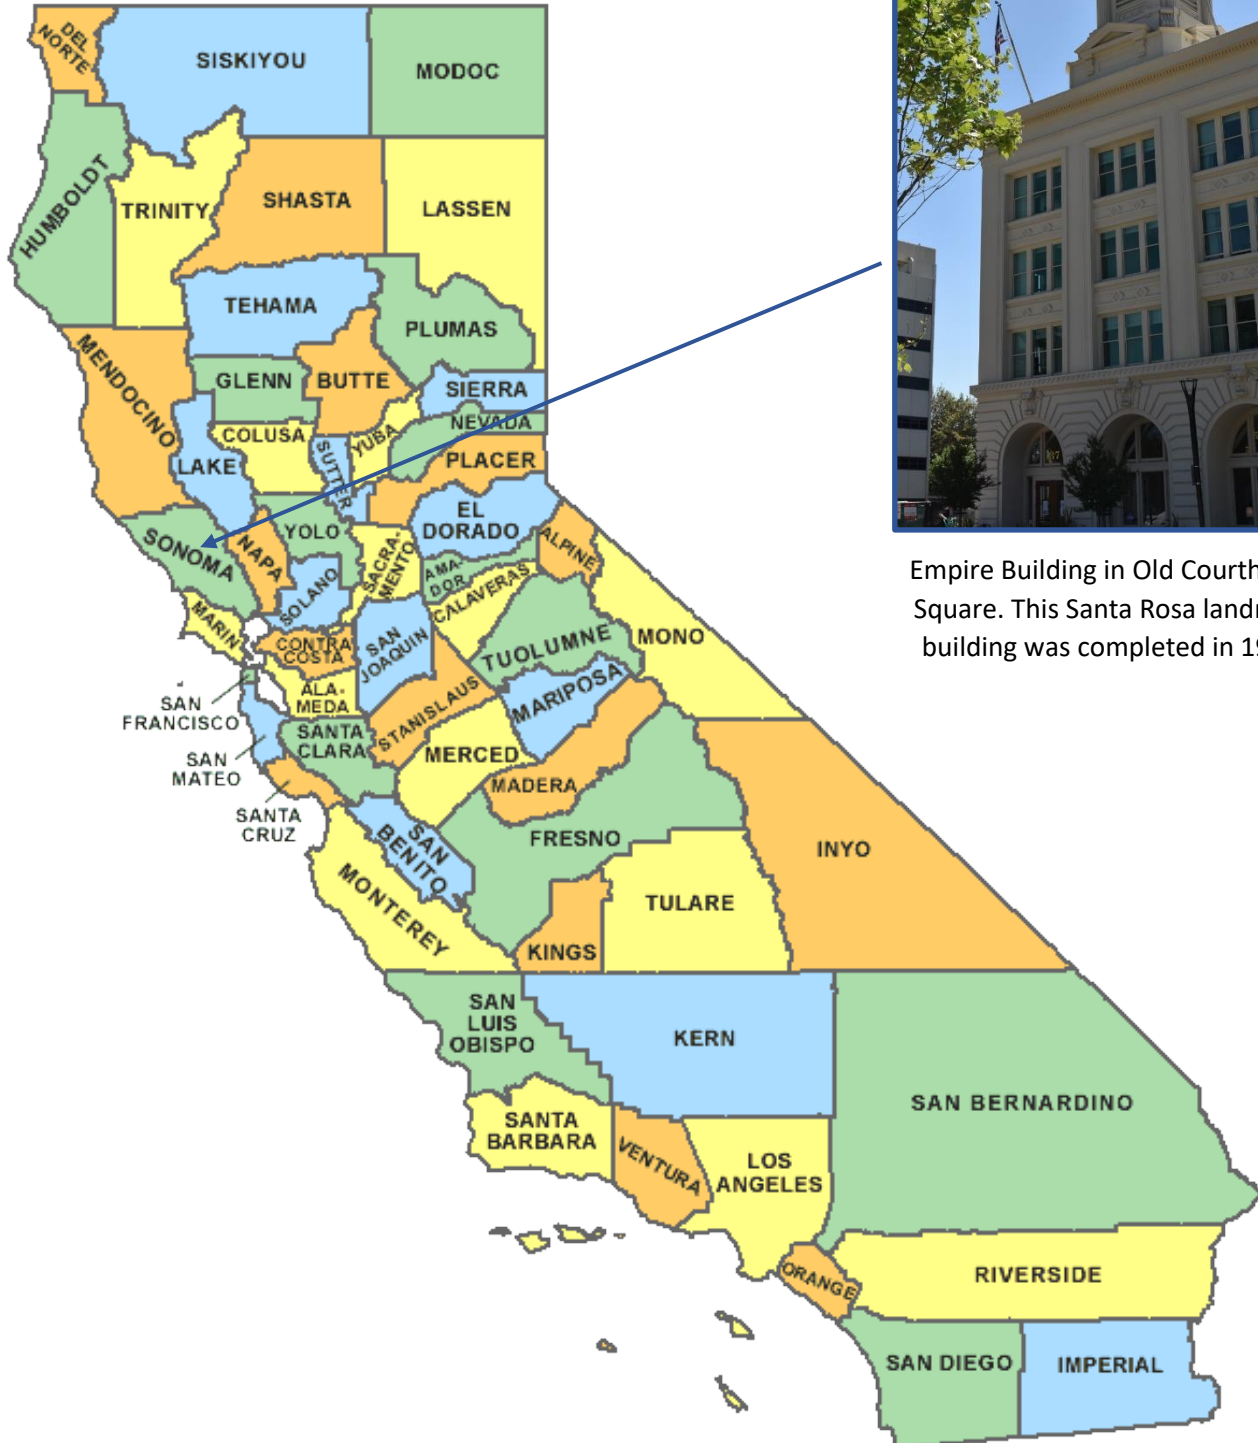 DEL
NORTE
SISKIYOU
MODOC
HUMBOLDT
TRINITY
SHASTA
LASSEN
TEHAMA
PLUMAS
MENDOCINO
GLENN
BUTTE
SIERRA
NEVADA
COLUSA
YUBA
SUTTER
LAKE
PLACER
EL
DORADO
YOLO
SONOMA
NAPA
SACRA-
MENTO
ALPINE
AMA-
DOR
SOLANO
CALAVERAS
MARIN
CONTRA
COSTA
SAN
JOAQUIN
TUOLUMNE
MONO
ALA-
MEDA
SAN
FRANCISCO
STANISLAUS
MARIPOSA
SANTA
CLARA
MERCED
SAN
MATEO
MADERA
SANTA
CRUZ
SAN
BENITO
FRESNO
INYO
MONTEREY
TULARE
KINGS
SAN
LUIS
OBISPO
KERN
SAN BERNARDINO
SANTA
BARBARA
VENTURA
LOS
ANGELES
ORANGE
RIVERSIDE
SAN DIEGO
IMPERIAL
Empire Building in Old Courth
Square. This Santa Rosa landr
building was completed in 19